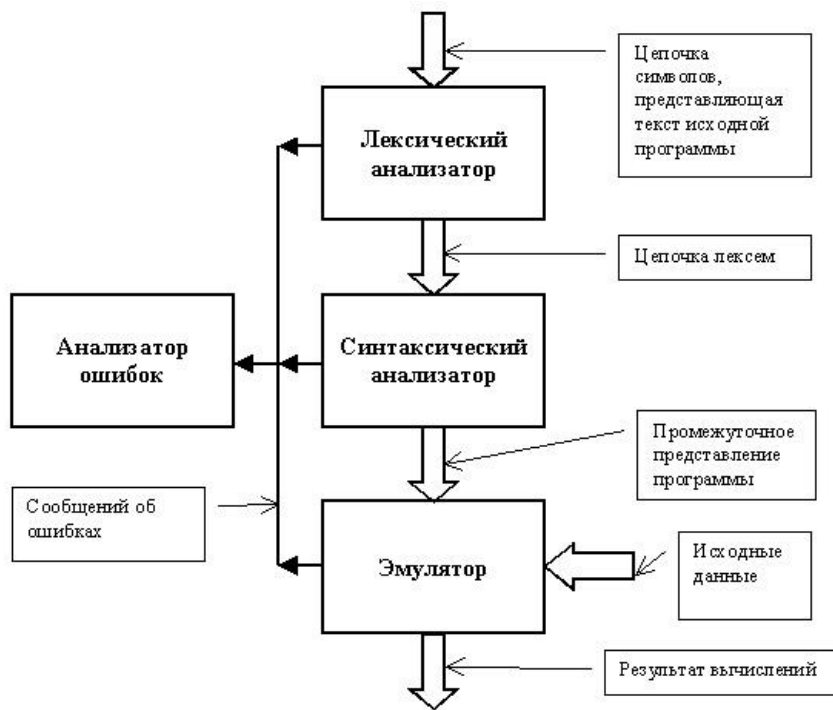 Цепочка
символов,
представляющая
текст исходной
программы
Лексический
анализатор
Цепочка лексем
Анализатор
ошибок
Синтаксический
анализатор
Промежуточное
представление
программы
Сообщений об
ошибках
Эмулятор
Исходные
данные
Результат вычислений